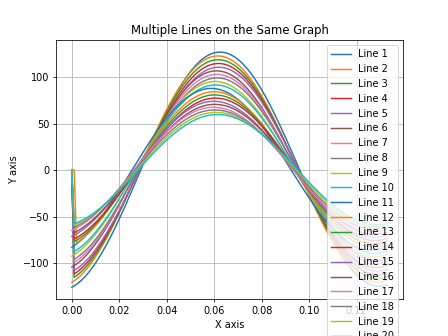 Multiple Lines on the Same Graph
Y axis
100
50
0
−50
−100
0.00
0.02
0.04
0.06
0.08
0.10
X axis
Line 1
Line 2
Line 3
Line 4
Line 5
Line 6
Line 7
Line 8
Line 9
Line 10
Line 11
Line 12
Line 13
Line 14
Line 15
Line 16
Line 17
Line 18
Line 19
Line 20